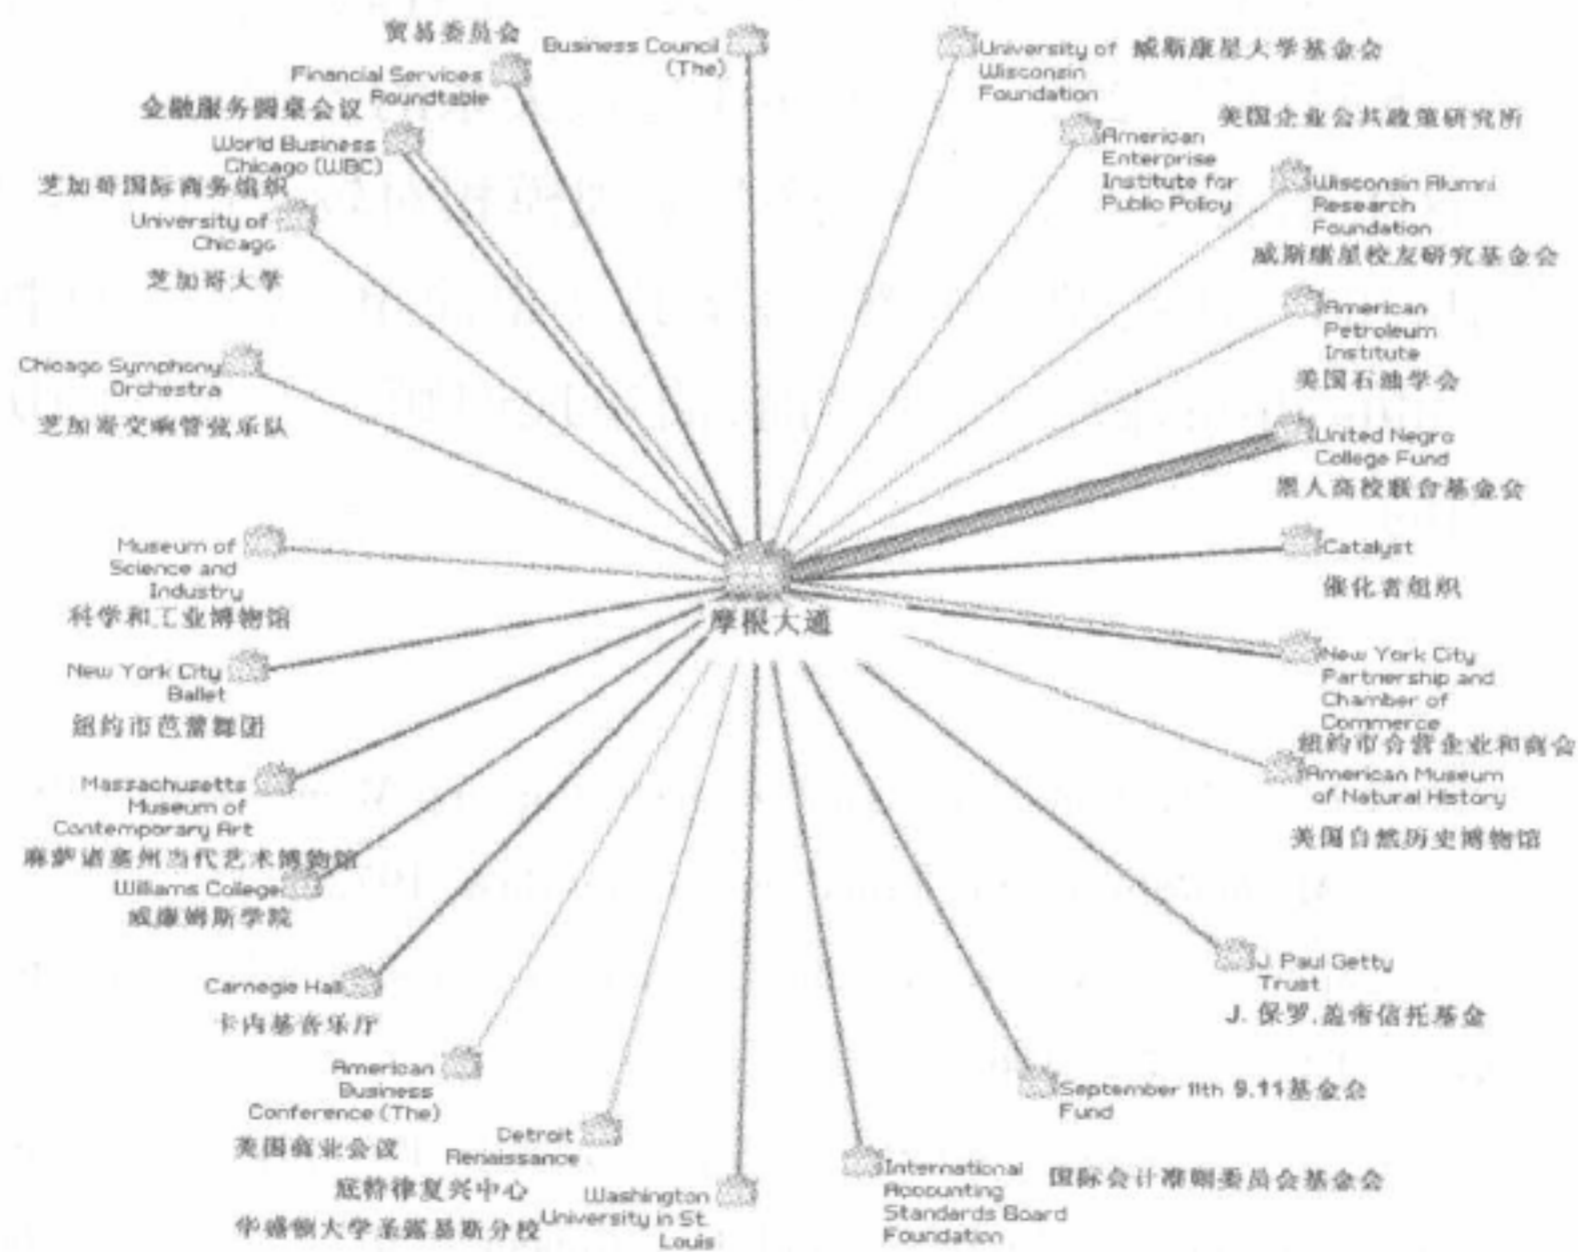 贸易委员会
Business Council
(The)
Financial Services
Roundtable
金融服务圆桌会议
World Business
Chicago (WBC)
芝加哥国际商务组织
University of
Chicago
芝加哥大学
Chicago Symphony
Orchestra
芝加哥交响管弦乐队
Museum of
Science and
Industry
科学和工业博物馆
New York City
Ballet
纽约市芭蕾舞团
Massachusetts
Museum of
Contemporary Art
麻萨诸塞州当代艺术博物馆
Williams College
威廉姆斯学院
Carnegie Hall
卡内基音乐厅
American
Business
Conference (The)
美国商业会议
Detroit
Renaissance
底特律复兴中心
Washington
University in St.
Louis
华盛顿大学圣路易斯分校
摩根大通
University of
Wisconsin
Foundation
威斯康星大学基金会
American
Enterprise
Institute for
Public Policy
美国企业公共政策研究所
Wisconsin Alumni
Research
Foundation
威斯康星校友研究基金会
American
Petroleum
Institute
美国石油学会
United Negro
College Fund
黑人高校联合基金会
Catalyst
催化者组织
New York City
Partnership and
Chamber of
Commerce
纽约市合营企业和商会
American Museum
of Natural History
美国自然历史博物馆
J. Paul Getty
Trust
J. 保罗.盖帝信托基金
September 11th 9.11基金会
Fund
International
Accounting
Standards Board
Foundation
国际会计准则委员会基金会